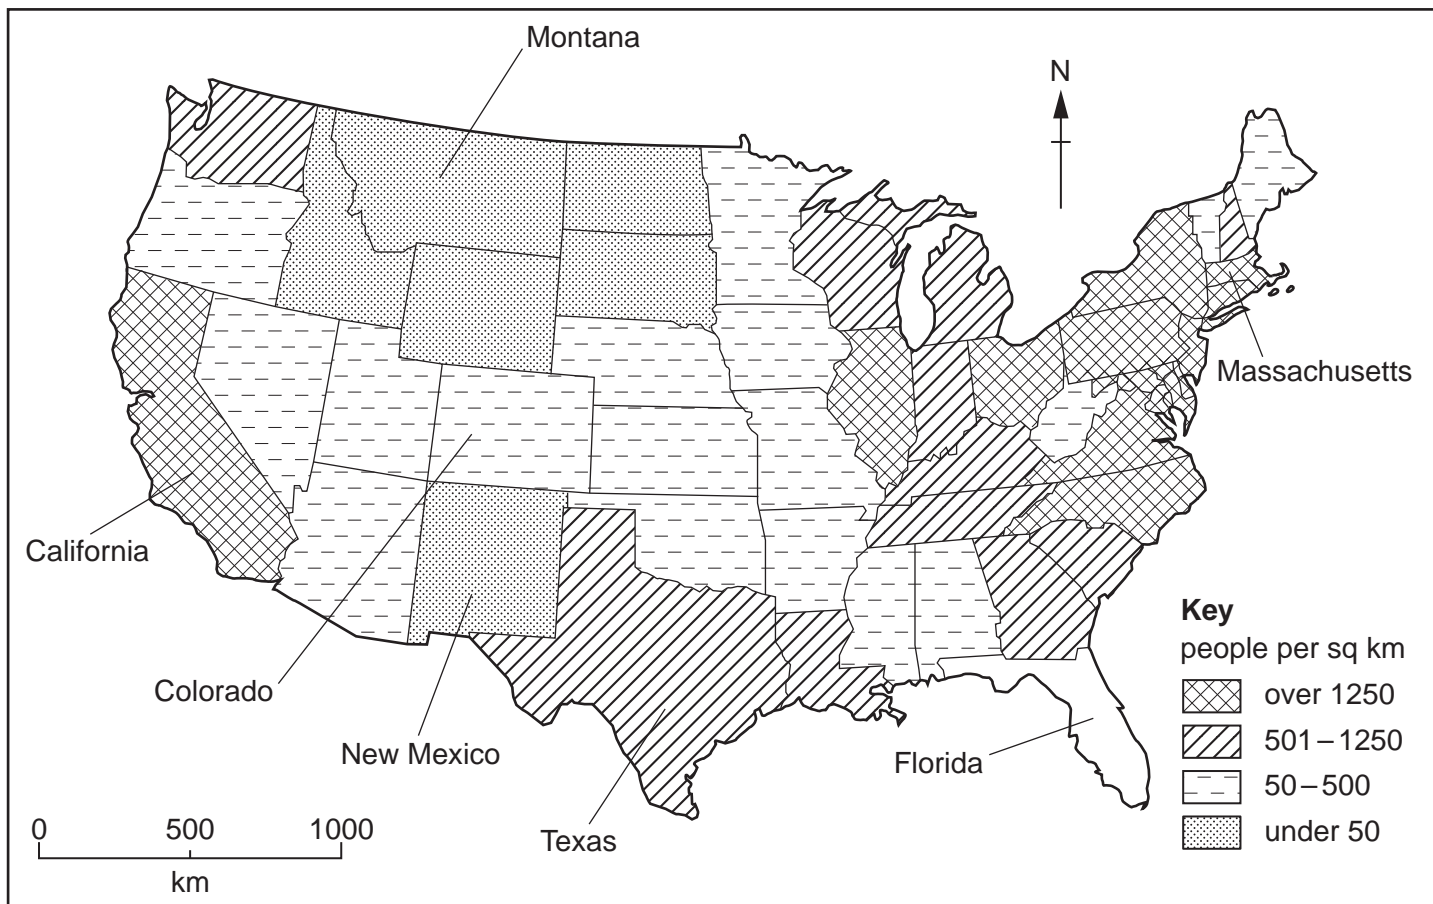 Montana
N
Massachusetts
California
Colorado
New Mexico
Texas
Florida
Key
people per sq km
over 1250
501–1250
50–500
under 50
0 500 1000
km